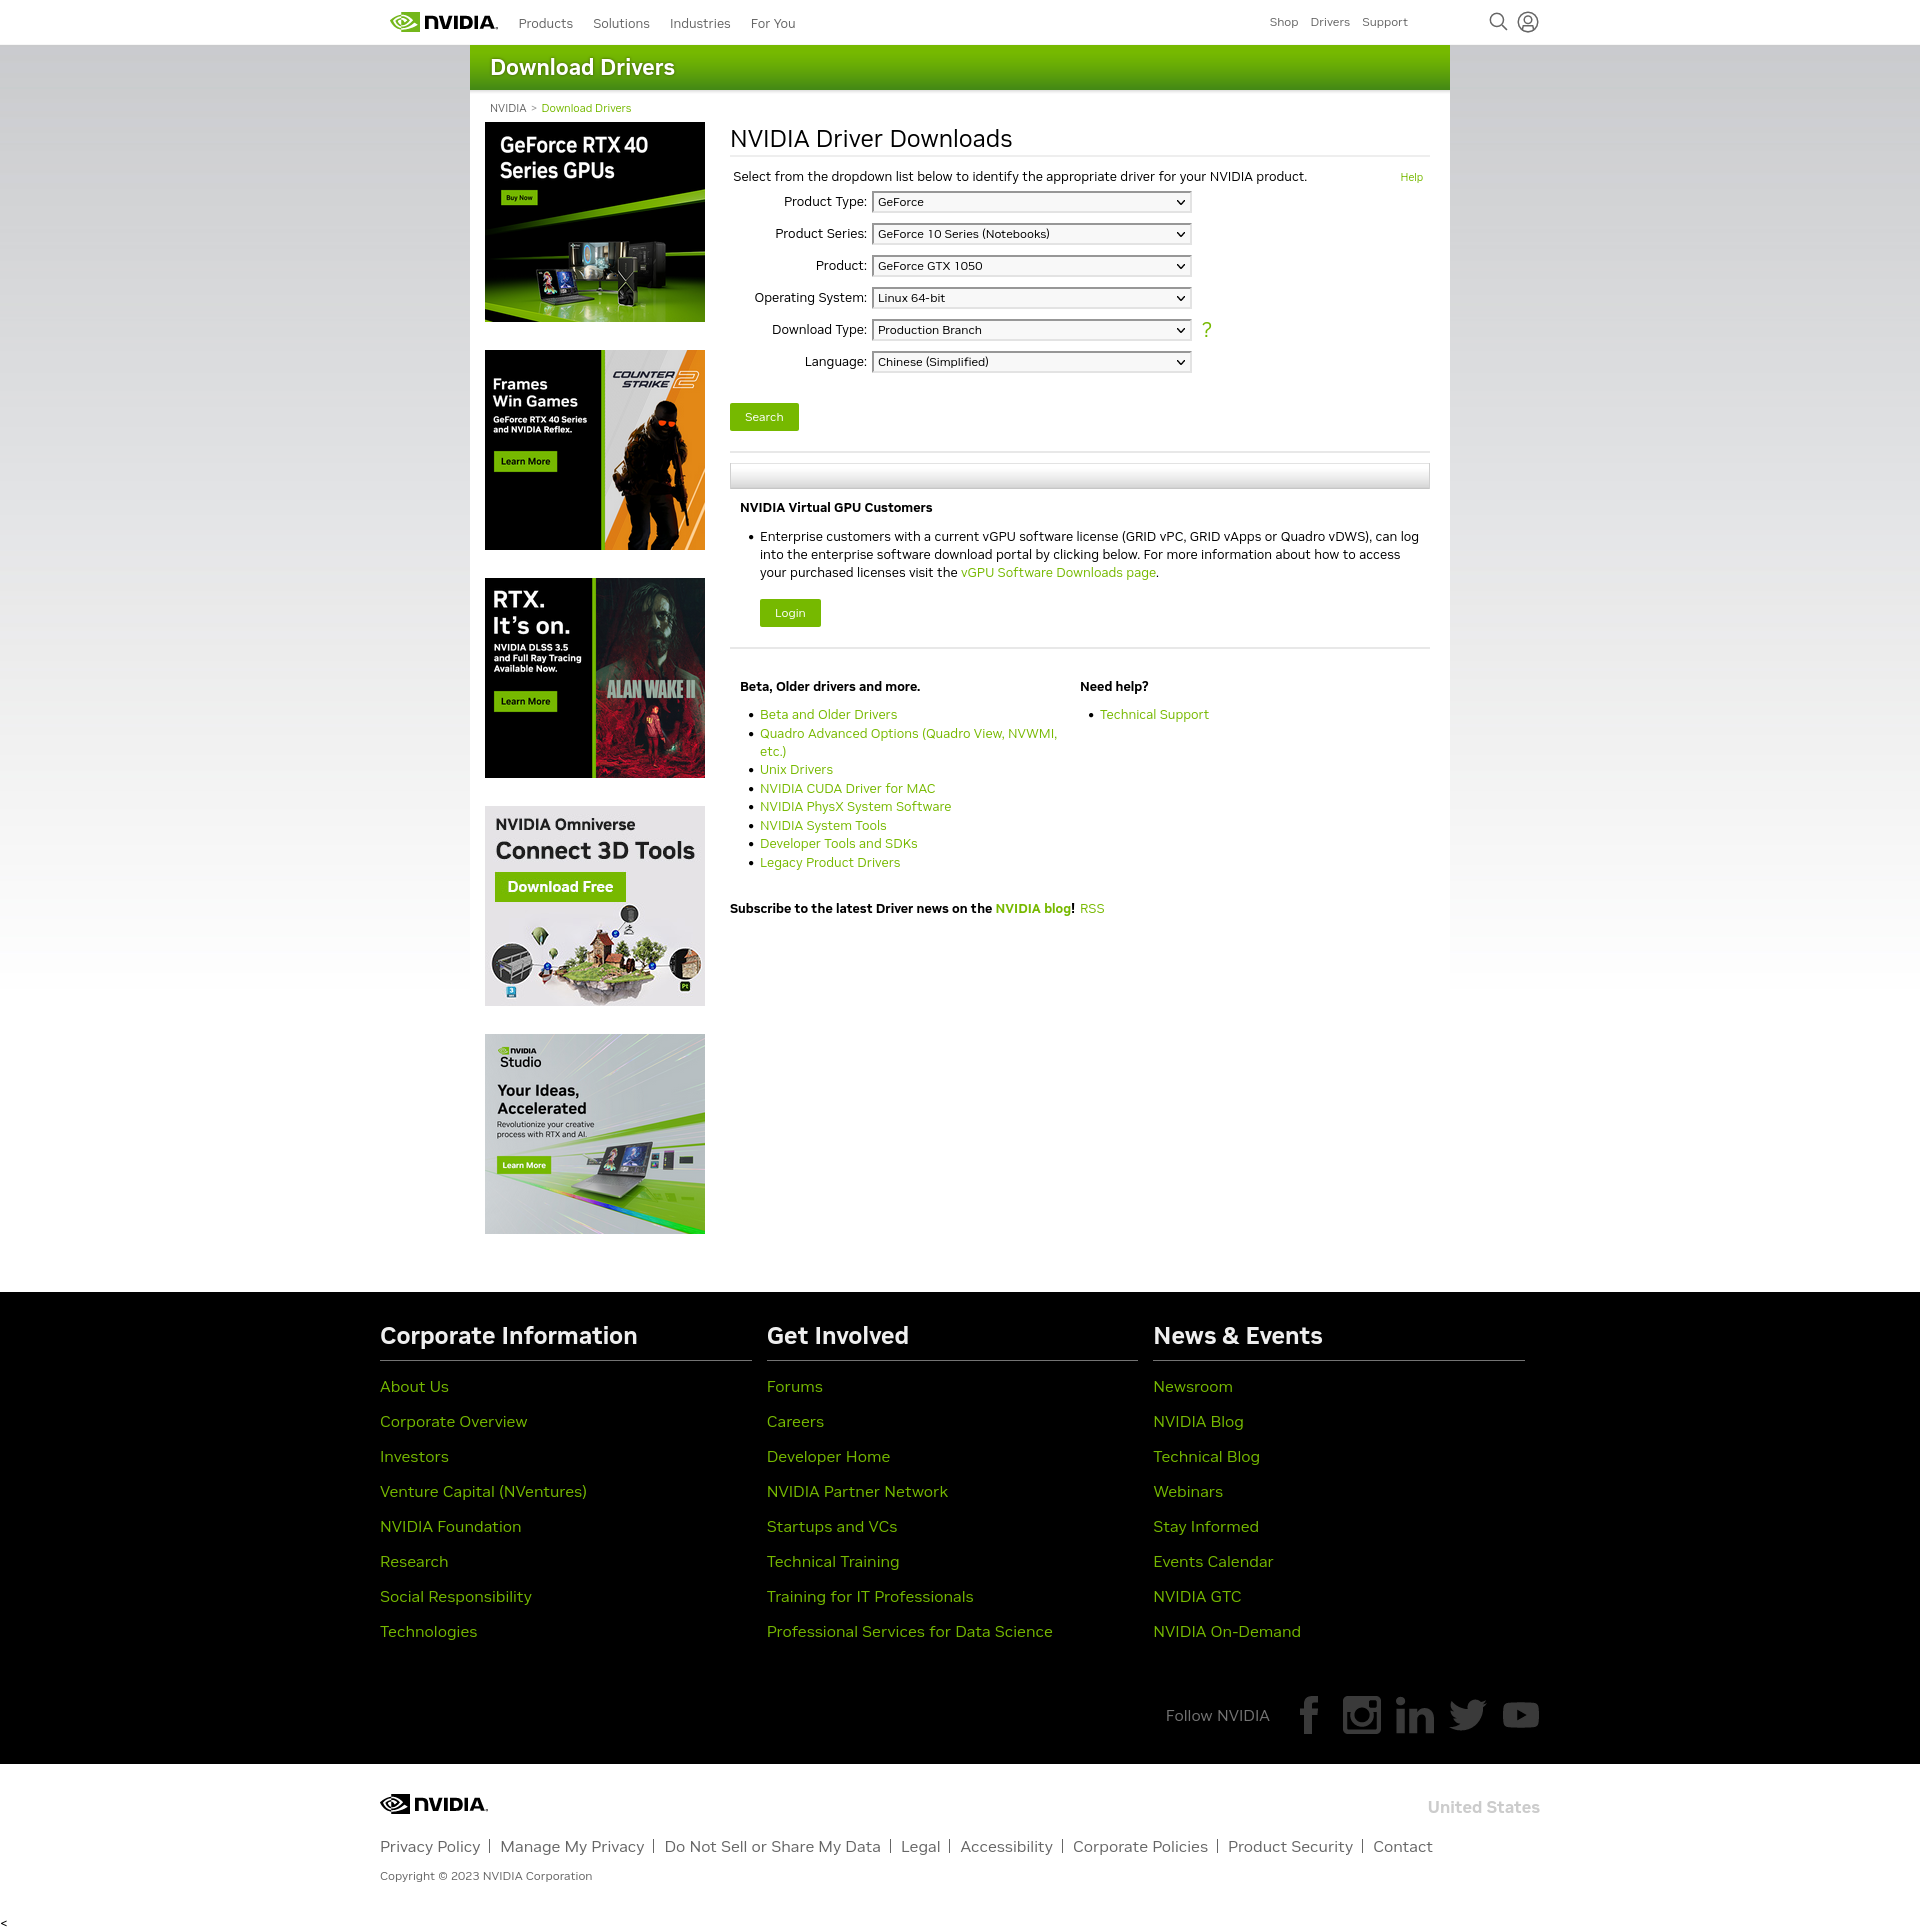 NVIDIA.
Products
Solutions
Industries
For You
Shop
Drivers
Support
Download Drivers
NVIDIA > Download Drivers
GeForce RTX 40
Series GPUs
Buy Now
Frames
Win Games
GeForce RTX 40 Series
and NVIDIA Reflex.
Learn More
COUNTER
STRIKE 2
RTX.
It's on.
NVIDIA DLSS 3.5
and Full Ray Tracing
Available Now.
Learn More
ALAN WAKE II
NVIDIA Omniverse
Connect 3D Tools
Download Free
3
Pt
NVIDIA
Studio
Your Ideas,
Accelerated
Revolutionize your creative
process with RTX and AI.
Learn More
NVIDIA Driver Downloads
Select from the dropdown list below to identify the appropriate driver for your NVIDIA product.
Help
Product Type: GeForce
Product Series: GeForce 10 Series (Notebooks)
Product: GeForce GTX 1050
Operating System: Linux 64-bit
Download Type: Production Branch ?
Language: Chinese (Simplified)
Search
NVIDIA Virtual GPU Customers
• Enterprise customers with a current vGPU software license (GRID vPC, GRID vApps or Quadro vDWS), can log
into the enterprise software download portal by clicking below. For more information about how to access
your purchased licenses visit the vGPU Software Downloads page.
Login
Beta, Older drivers and more.
• Beta and Older Drivers
• Quadro Advanced Options (Quadro View, NVWMI,
etc.)
• Unix Drivers
• NVIDIA CUDA Driver for MAC
• NVIDIA PhysX System Software
• NVIDIA System Tools
• Developer Tools and SDKs
• Legacy Product Drivers
Need help?
• Technical Support
Subscribe to the latest Driver news on the NVIDIA blog! RSS
Corporate Information
About Us
Corporate Overview
Investors
Venture Capital (NVentures)
NVIDIA Foundation
Research
Social Responsibility
Technologies
Get Involved
Forums
Careers
Developer Home
NVIDIA Partner Network
Startups and VCs
Technical Training
Training for IT Professionals
Professional Services for Data Science
News & Events
Newsroom
NVIDIA Blog
Technical Blog
Webinars
Stay Informed
Events Calendar
NVIDIA GTC
NVIDIA On-Demand
Follow NVIDIA
NVIDIA.
United States
Privacy Policy | Manage My Privacy | Do Not Sell or Share My Data | Legal | Accessibility | Corporate Policies | Product Security | Contact
Copyright © 2023 NVIDIA Corporation
<